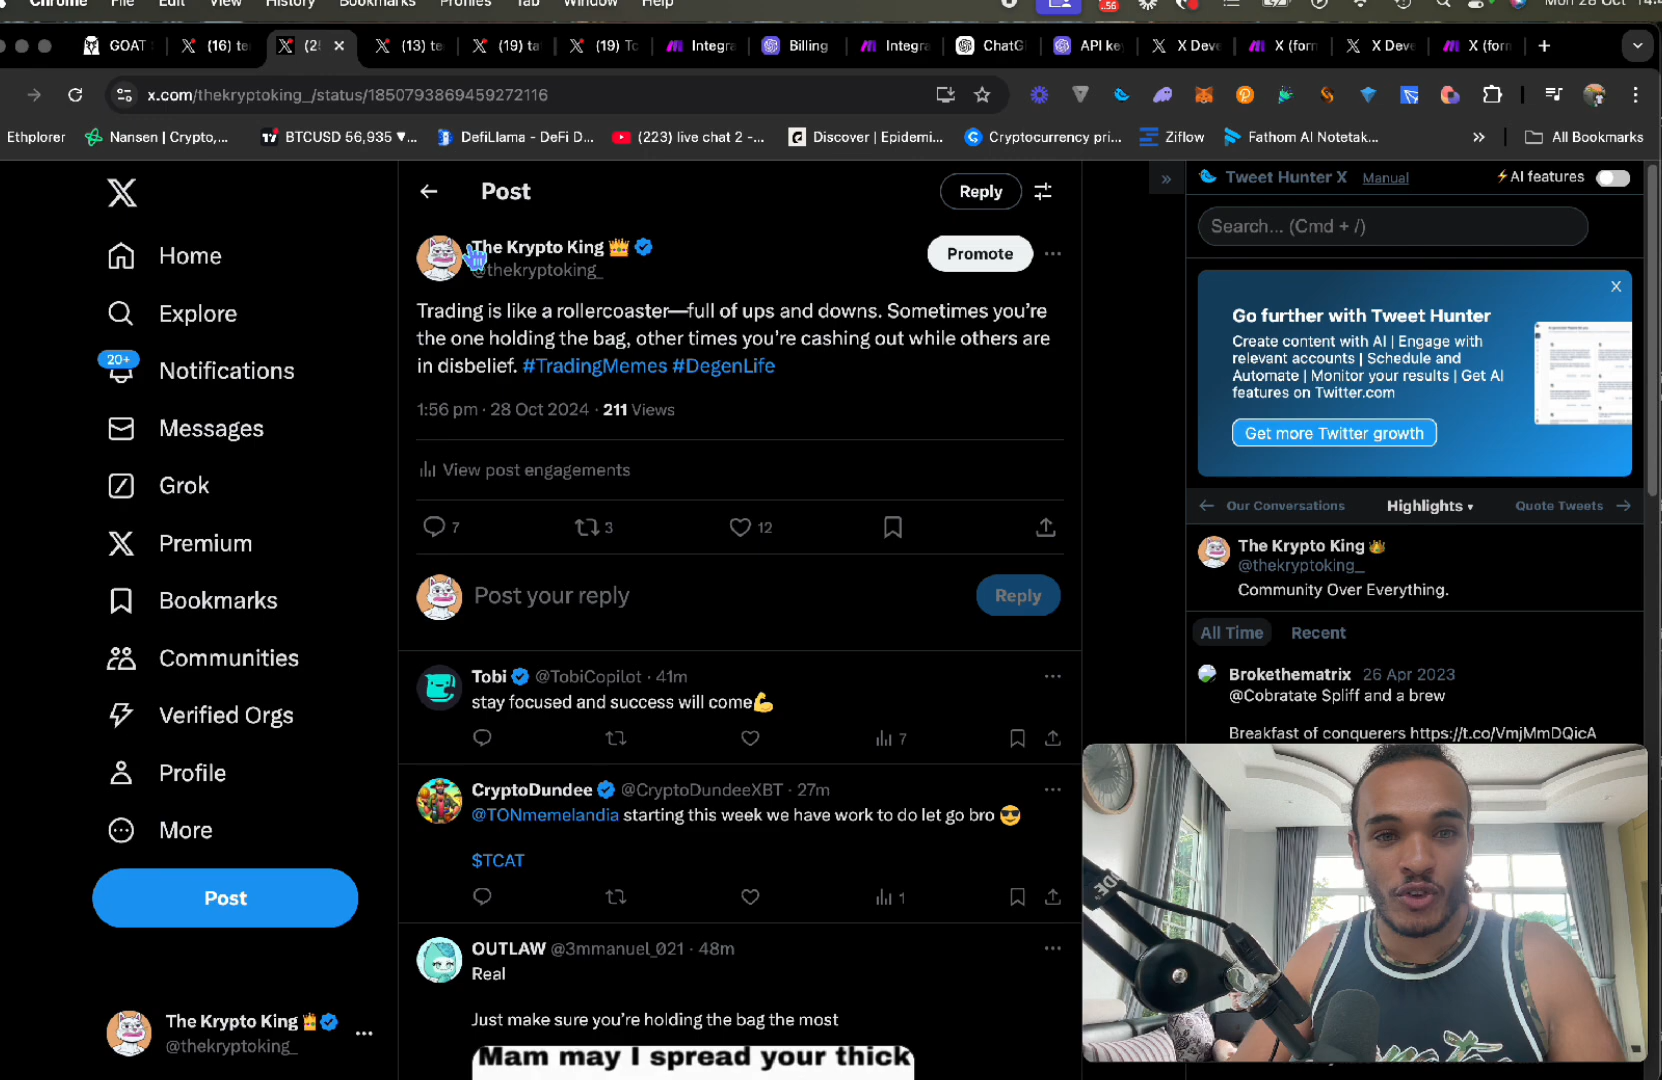 Chrome File Edit View History Bookmarks Profiles Tab Window Help .56 Mon 28 Oct
GOAT (16) te (2 (13) te (19) ta (19) To Integra Billing Integra ChatG API ke X Deve X (forn X Deve X (forn
x.com/thekryptoking_/status/1850793869459272116
Ethplorer Nansen | Crypto,... BTCUSD 56,935 ▼... DefiLlama - DeFi D... (223) live chat 2 -... Discover | Epidemi... Cryptocurrency pri... Ziflow Fathom AI Notetak... » All Bookmarks
Home
Explore
20+
Notifications
Messages
Grok
Premium
Bookmarks
Communities
Verified Orgs
Profile
More
Post
The Krypto King
@thekryptoking_
Post
Reply
The Krypto King
@thekryptoking_
Promote
Trading is like a rollercoaster—full of ups and downs. Sometimes you're
the one holding the bag, other times you're cashing out while others are
in disbelief. #TradingMemes #DegenLife
1:56 pm · 28 Oct 2024 · 211 Views
View post engagements
7 3 12
Post your reply
Reply
Tobi @TobiCopilot · 41m
stay focused and success will come
7
CryptoDundee @CryptoDundeeXBT · 27m
@TONmemelandia starting this week we have work to do let go bro
$TCAT
1
OUTLAW @3mmanuel_021 · 48m
Real
Just make sure you're holding the bag the most
Mam may I spread your thick
»
Tweet Hunter X Manual AI features
Search... (Cmd + /)
X
Go further with Tweet Hunter
Create content with AI | Engage with
relevant accounts | Schedule and
Automate | Monitor your results | Get AI
features on Twitter.com
Get more Twitter growth
Our Conversations Highlights Quote Tweets
The Krypto King
@thekryptoking_
Community Over Everything.
All Time Recent
Brokethematrix 26 Apr 2023
@Cobratate Spliff and a brew
Breakfast of conquerers https://t.co/VmjMmDQicA